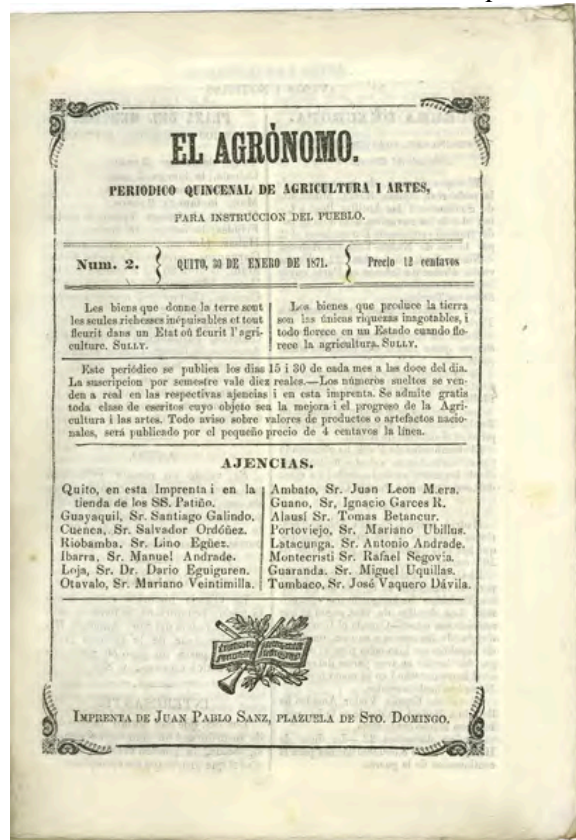 EL AGRÓNOMO.
PERIODICO QUINCENAL DE AGRICULTURA I ARTES,
PARA INSTRUCCION DEL PUEBLO.
Num. 2.
QUITO, 30 DE ENERO DE 1871.
Precio 12 centavos
Les biens que donne la terre sont
les seules richesses inépuisables et tout
fleurit dans un Etat où fleurit l'agri-
culture. SULLY.
Los bienes que produce la tierra
son las únicas riquezas inagotables, i
todo florece en un Estado cuando flo-
rece la agricultura. SULLY.
Este periódico se publica los dias 15 i 30 de cada mes a las doce del dia.
La suscripcion por semestre vale diez reales.—Los números sueltos se ven-
den a real en las respectivas ajencias i en esta imprenta. Se admite gratis
toda clase de escritos cuyo objeto sea la mejora i el progreso de la Agri-
cultura i las artes. Todo aviso sobre valores de productos o artefactos nacio-
nales, será publicado por el pequeño precio de 4 centavos la línea.
AJENCIAS.
Quito, en esta Imprenta i en la
tienda de los SS. Patiño.
Guayaquil, Sr. Santiago Galindo.
Cuenca, Sr. Salvador Ordóñez.
Riobamba, Sr. Lino Egüez.
Ibarra, Sr. Manuel Andrade.
Loja, Sr. Dr. Dario Eguiguren.
Otavalo, Sr. Mariano Veintimilla.
Ambato, Sr. Juan Leon M.era.
Guano, Sr, Ignacio Garces R.
Alausí Sr. Tomas Betancur.
Portoviejo, Sr, Mariano Ubillus.
Latacunga. Sr. Antonio Andrade.
Montecristi Sr. Rafael Segovia.
Guaranda. Sr. Miguel Uquillas.
Tumbaco, Sr. José Vaquero Dávila.
IMPRENTA DE JUAN PABLO SANZ, PLAZUELA DE STO. DOMINGO.